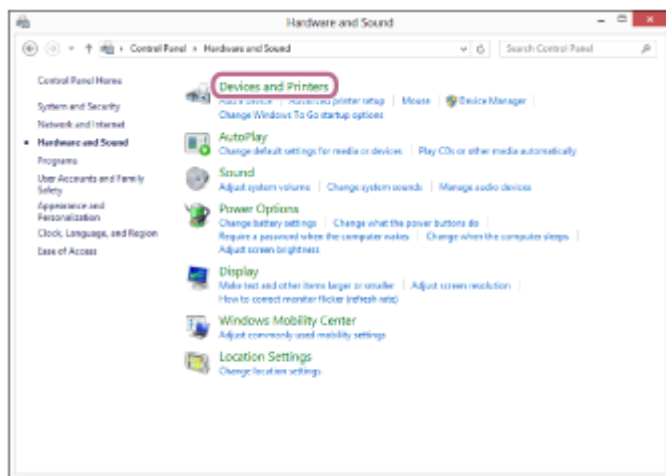 Hardware and Sound
Control Panel › Hardware and Sound
Search Control Panel
Control Panel Home
System and Security
Network and Internet
Hardware and Sound
Programs
User Accounts and Family
Safety
Appearance and
Personalization
Clock, Language, and Region
Ease of Access
Devices and Printers
Add a device | Advanced printer setup | Mouse | Device Manager
Change Windows To Go startup options
AutoPlay
Change default settings for media or devices | Play CDs or other media automatically
Sound
Adjust system volume | Change system sounds | Manage audio devices
Power Options
Change battery settings | Change what the power buttons do
Require a password when the computer wakes | Change when the computer sleeps
Adjust screen brightness
Display
Make text and other items larger or smaller | Adjust screen resolution
How to correct monitor flicker (refresh rate)
Windows Mobility Center
Adjust commonly used mobility settings
Location Settings
Change location settings